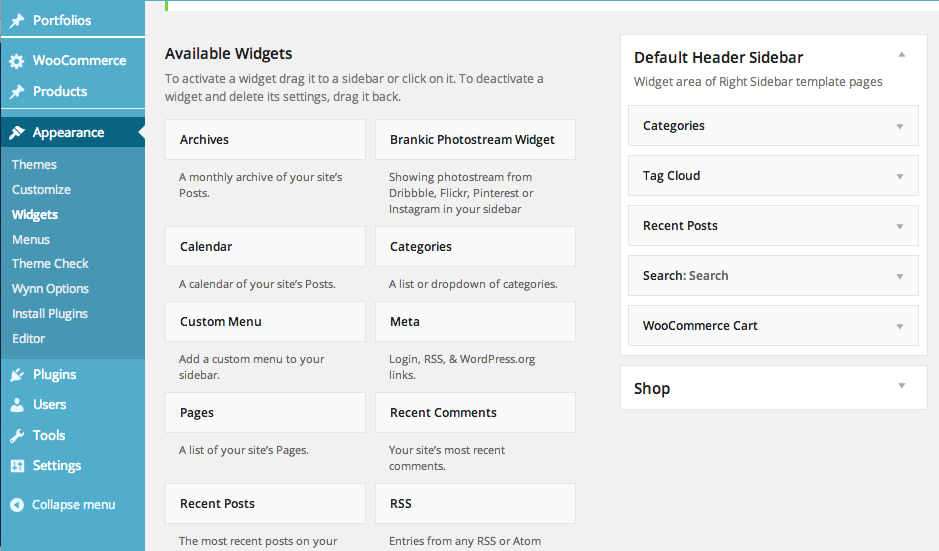 Portfolios
WooCommerce
Products
Appearance
Themes
Customize
Widgets
Menus
Theme Check
Wynn Options
Install Plugins
Editor
Plugins
Users
Tools
Settings
Collapse menu
Available Widgets
To activate a widget drag it to a sidebar or click on it. To deactivate a
widget and delete its settings, drag it back.
Archives
A monthly archive of your site's
Posts.
Brankic Photostream Widget
Showing photostream from
Dribbble, Flickr, Pinterest or
Instagram in your sidebar
Calendar
A calendar of your site's Posts.
Categories
A list or dropdown of categories.
Custom Menu
Add a custom menu to your
sidebar.
Meta
Login, RSS, & WordPress.org
links.
Pages
A list of your site's Pages.
Recent Comments
Your site's most recent
comments.
Recent Posts
The most recent posts on your
RSS
Entries from any RSS or Atom
Default Header Sidebar
Widget area of Right Sidebar template pages
Categories
Tag Cloud
Recent Posts
Search: Search
WooCommerce Cart
Shop